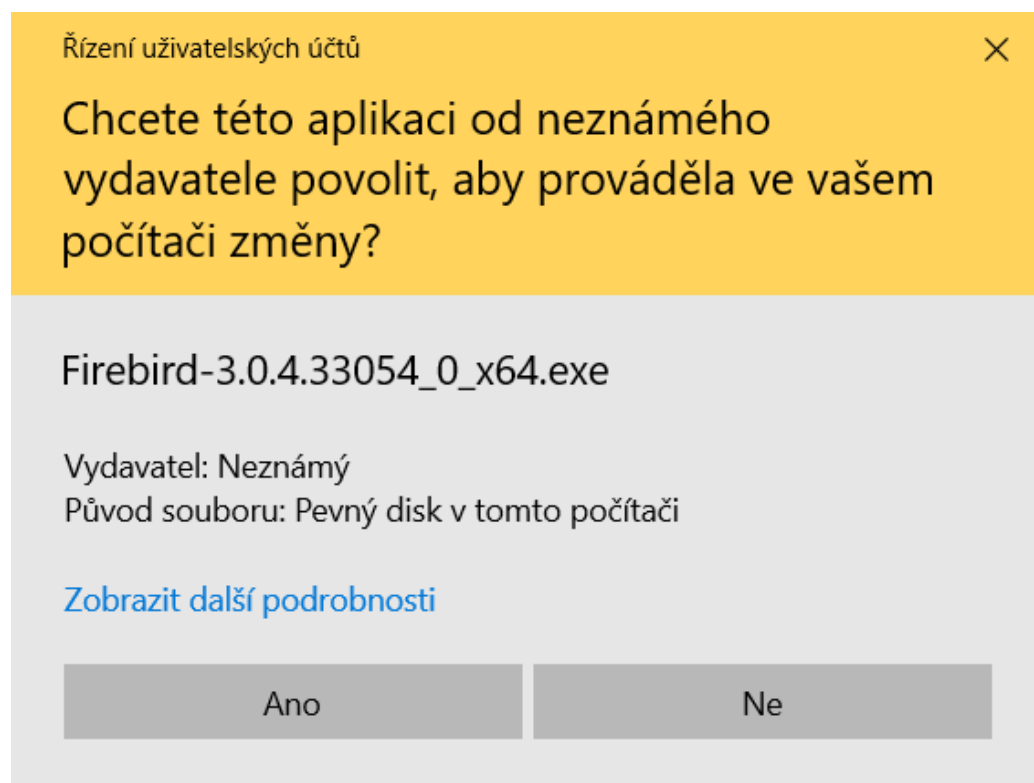 Řízení uživatelských účtů
Chcete této aplikaci od neznámého
vydavatele povolit, aby prováděla ve vašem
počítači změny?
Firebird-3.0.4.33054_0_x64.exe
Vydavatel: Neznámý
Původ souboru: Pevný disk v tomto počítači
Zobrazit další podrobnosti
Ano
Ne